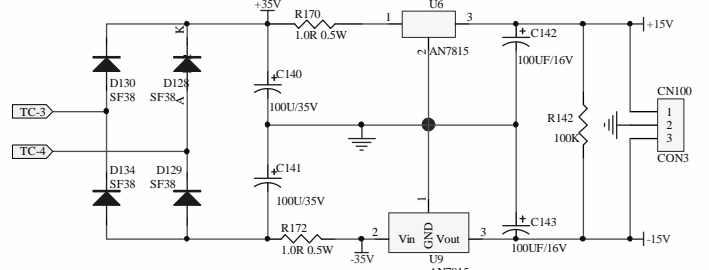 +35V
R170
1.0R 0.5W
1
U6
3
2
AN7815
C142
100UF/16V
+15V
K
D130
SF38
D128
SF38
A
C140
100U/35V
TC-3
TC-4
R142
100K
CN100
1
2
3
CON3
D134
SF38
D129
SF38
C141
100U/35V
R172
1.0R 0.5W
-35V
1
2
Vin
GND
Vout
3
U9
C143
100UF/16V
-15V